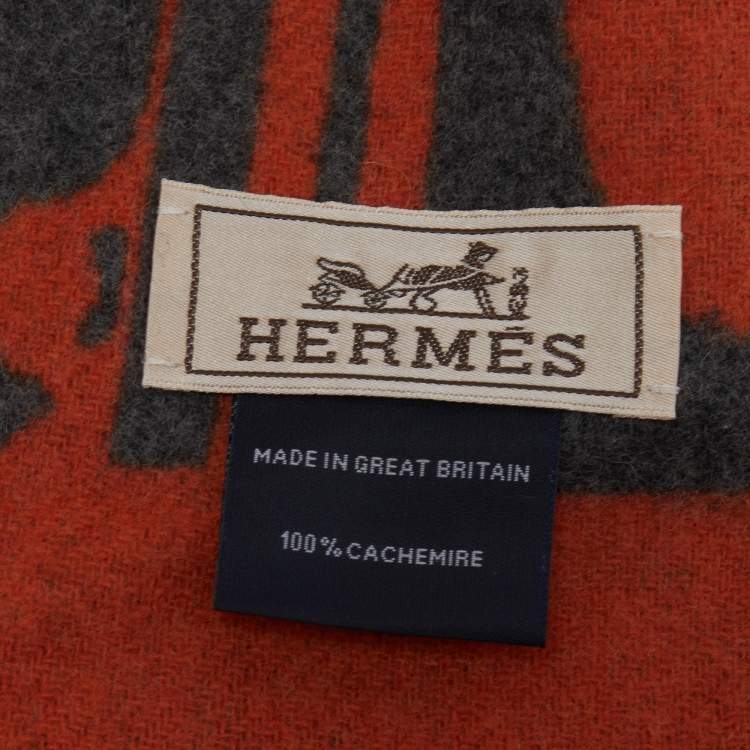 HERMÈS
MADE IN GREAT BRITAIN
100% CACHEMIRE